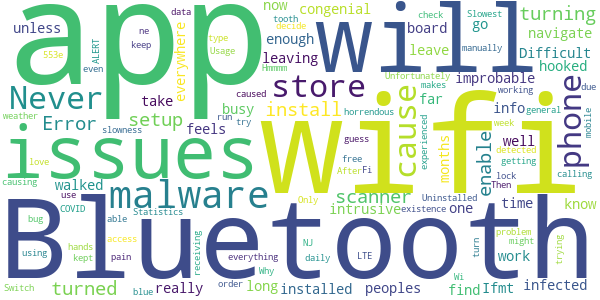 app
will
wifi
issues
Bluetooth
data
tooth
check
Slowest
decide
manually
now
congenial
turning
unless
ne
keep
ALERT
553e
type
Usage
everywhere
enough
board
go
navigate
even
Hmmmm
leaving
leave
Difficult
hooked
Never
store
Unfortunately
makes
improbable
working
due
mobile
Error
take
caused
horrendous
install
far
info
week
general
phone
setup
busy
run
try
cause
experienced
months
detected
getting
weather
slowness
feels
guess
well
enable
love
free
After
Fi
lock
Then
calling
causing
walked
malware
scanner
Only
intrusive
existence
Uninstalled
one
time
know
use
COVID
Statistics
bug
able
hands
access
using
kept
pain
receiving
everything
NJ
daily
LTE
Why
turn
problem
might
work
trying
Switch
turned
blue
really
order
long
installed
peoples
find
Wi
Ifmt
infected